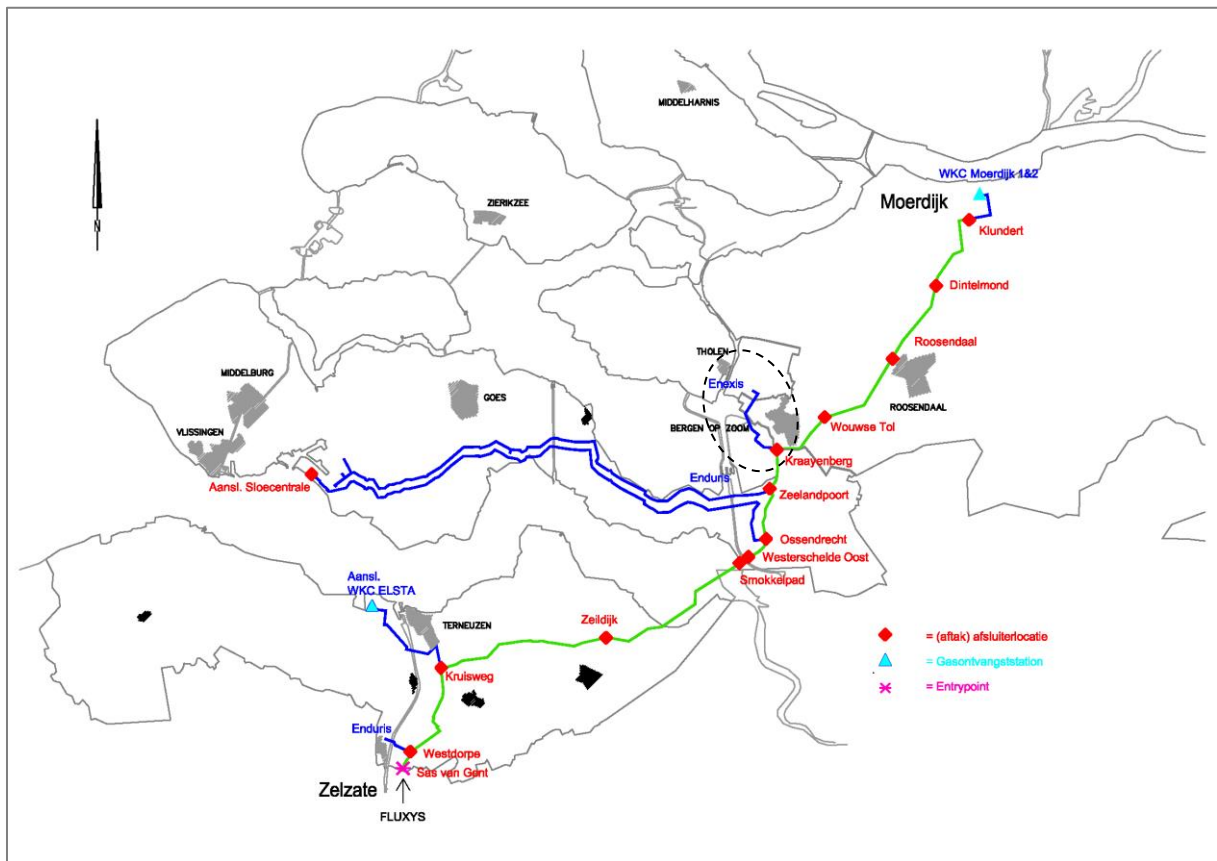 MIDDELHARNIS
N
WKC Moerdijk 1&2
Moerdijk
Klundert
ZIERIKZEE
Dintelmond
Roosendaal
THOLEN
MIDDELBURG
Enexis
GOES
ROOSENDAAL
Wouwse Tol
BERGEN OP ZOOM
VLISSINGEN
Kraayenberg
Enduris
Aansl. Sloecentrale
Zeelandpoort
Ossendrecht
Westerschelde Oost
Smokkelpad
Aansl.
WKC ELSTA
TERNEUZEN
Zeildijk
= (aftak) afsluiterlocatie
= Gasontvangststation
= Entrypoint
Kruisweg
Enduris
Westdorpe
Sas van Gent
Zelzate
FLUXYS